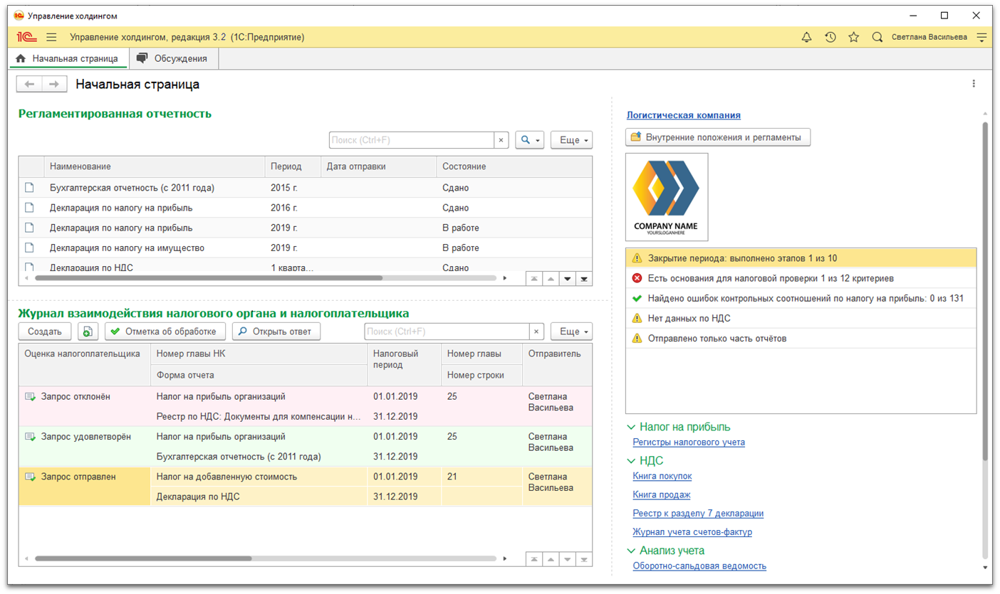 Управление холдингом
1С Управление холдингом, редакция 3.2 (1С:Предприятие) Светлана Васильева
Начальная страница Обсуждения
Начальная страница
Регламентированная отчетность
Поиск (Ctrl+F) × Еще
Наименование Период Дата отправки Состояние
Бухгалтерская отчетность (с 2011 года) 2015 г. Сдано
Декларация по налогу на прибыль 2016 г. Сдано
Декларация по налогу на прибыль 2019 г. В работе
Декларация по налогу на имущество 2019 г. В работе
Декларация по НДС 1 кварта... Сдано
Журнал взаимодействия налогового органа и налогоплательщика
Создать Отметка об обработке Открыть ответ Поиск (Ctrl+F) × Еще
Оценка налогоплательщика Номер главы НК Налоговый период Номер главы Отправитель
Форма отчета Номер строки
Запрос отклонён Налог на прибыль организаций 01.01.2019 25 Светлана Васильева
Реестр по НДС: Документы для компенсации н... 31.12.2019
Запрос удовлетворён Налог на прибыль организаций 01.01.2019 25 Светлана Васильева
Бухгалтерская отчетность (с 2011 года) 31.12.2019
Запрос отправлен Налог на добавленную стоимость 01.01.2019 21 Светлана Васильева
Декларация по НДС 31.12.2019
Логистическая компания
Внутренние положения и регламенты
COMPANY NAME
YOURSLOGANHERE
Закрытие периода: выполнено этапов 1 из 10
Есть основания для налоговой проверки 1 из 12 критериев
Найдено ошибок контрольных соотношений по налогу на прибыль: 0 из 131
Нет данных по НДС
Отправлено только часть отчётов
Налог на прибыль
Регистры налогового учета
НДС
Книга покупок
Книга продаж
Реестр к разделу 7 декларации
Журнал учета счетов-фактур
Анализ учета
Оборотно-сальдовая ведомость